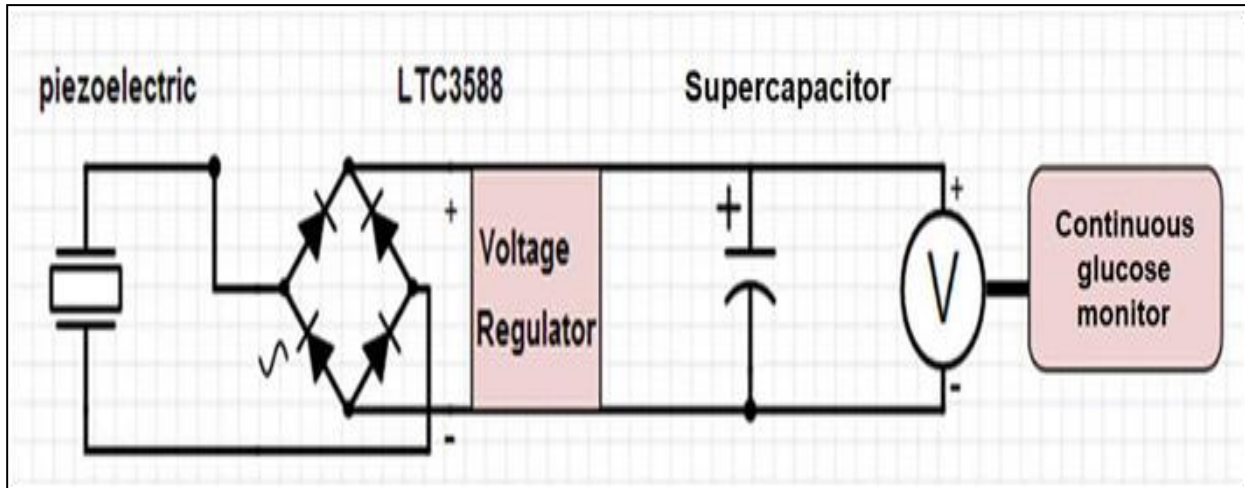 piezoelectric
LTC3588
Supercapacitor
+
Voltage
Regulator
-
+
+
V
-
Continuous
glucose
monitor